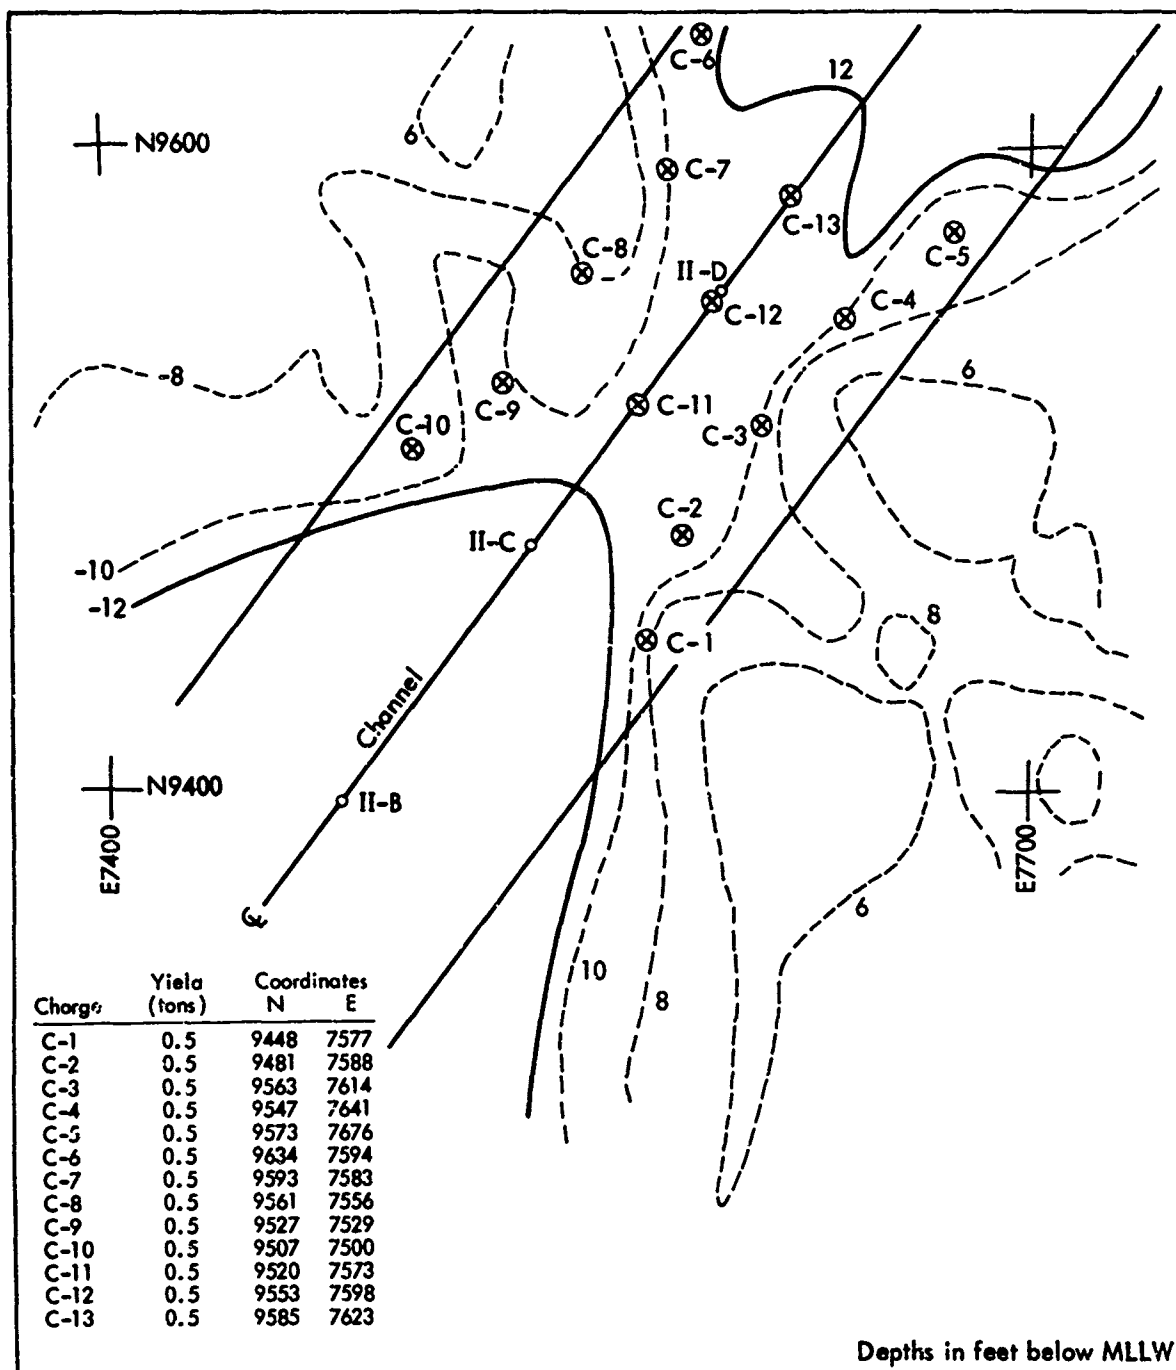 C-6
12
6
N9600
C-7
C-13
C-8
C-5
II-D
C-12
C-4
-8
6
C-9
C-11
C-10
C-3
C-2
II-C
-10
-12
8
C-1
Channel
N9400
II-B
E7400
E7700
6
10
8
Charge Yield (tons) Coordinates N E
C-1 0.5 9448 7577
C-2 0.5 9481 7588
C-3 0.5 9563 7614
C-4 0.5 9547 7641
C-5 0.5 9573 7676
C-6 0.5 9634 7594
C-7 0.5 9593 7583
C-8 0.5 9561 7556
C-9 0.5 9527 7529
C-10 0.5 9507 7500
C-11 0.5 9520 7573
C-12 0.5 9553 7598
C-13 0.5 9585 7623
Depths in feet below MLLW